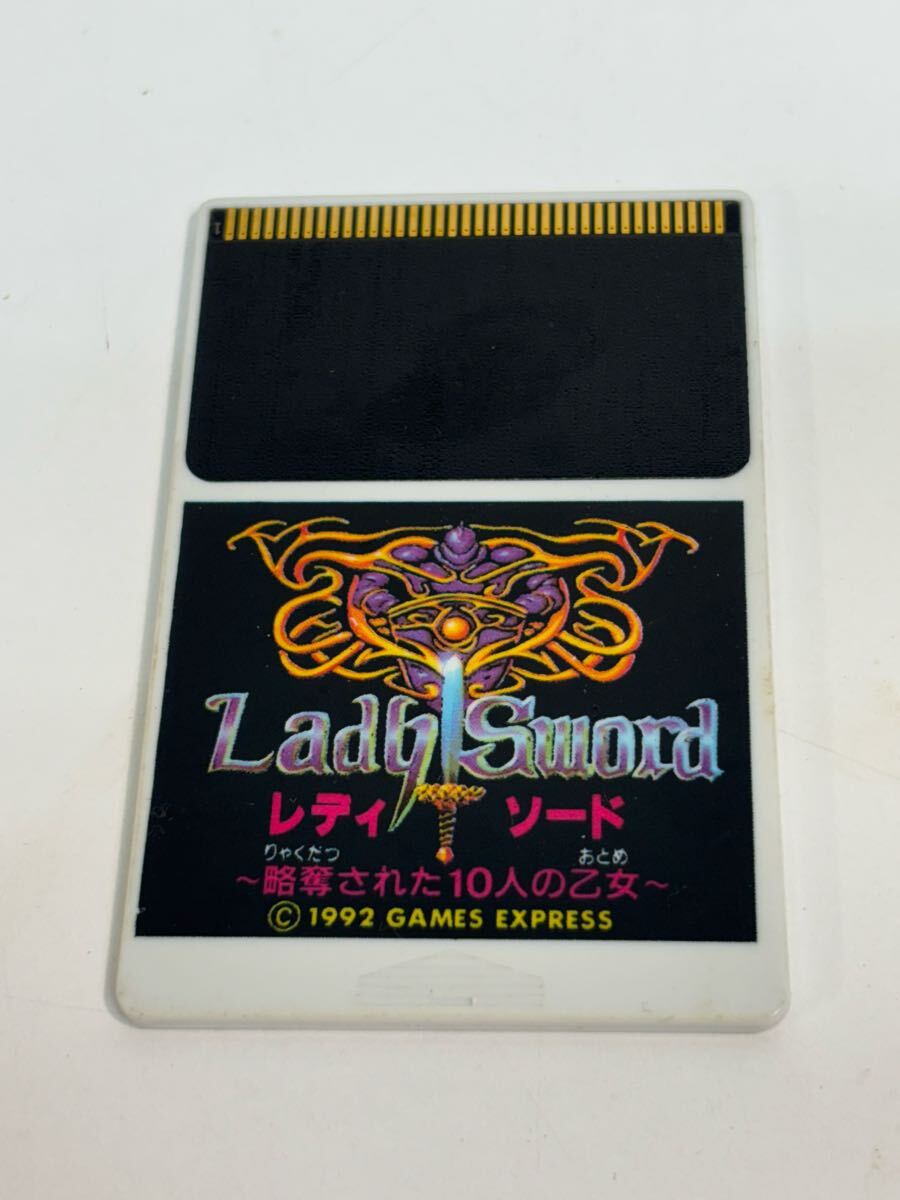 1
Lady Sword
レディ ソード
りゃくだつ おとめ
～略奪された10人の乙女～
© 1992 GAMES EXPRESS